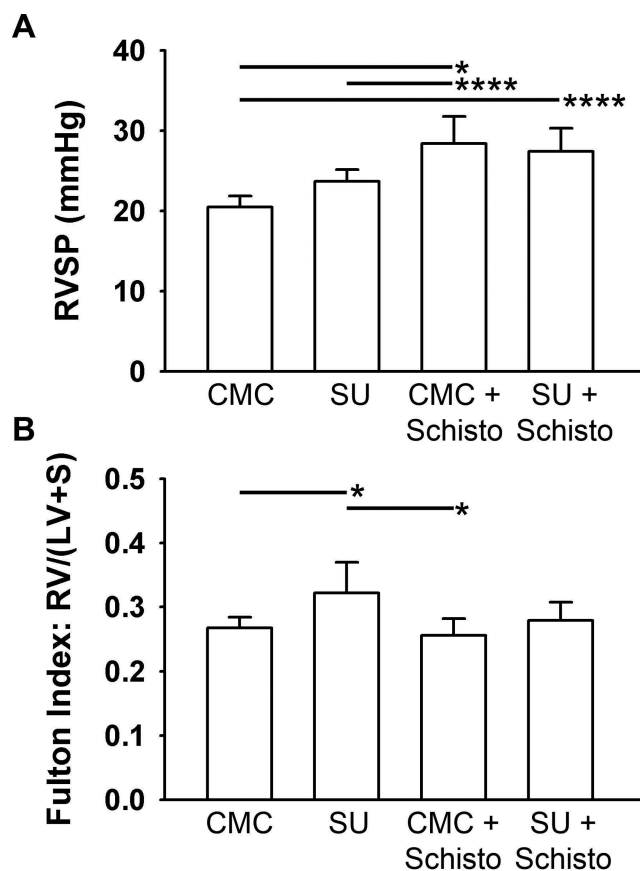 A
RVSP (mmHg)
40
30
20
10
0
*
****
****
CMC
SU
CMC +
Schisto
SU +
Schisto
B
Fulton Index: RV/(LV+S)
0.5
0.4
0.3
0.2
0.1
0.0
*
*
CMC
SU
CMC +
Schisto
SU +
Schisto